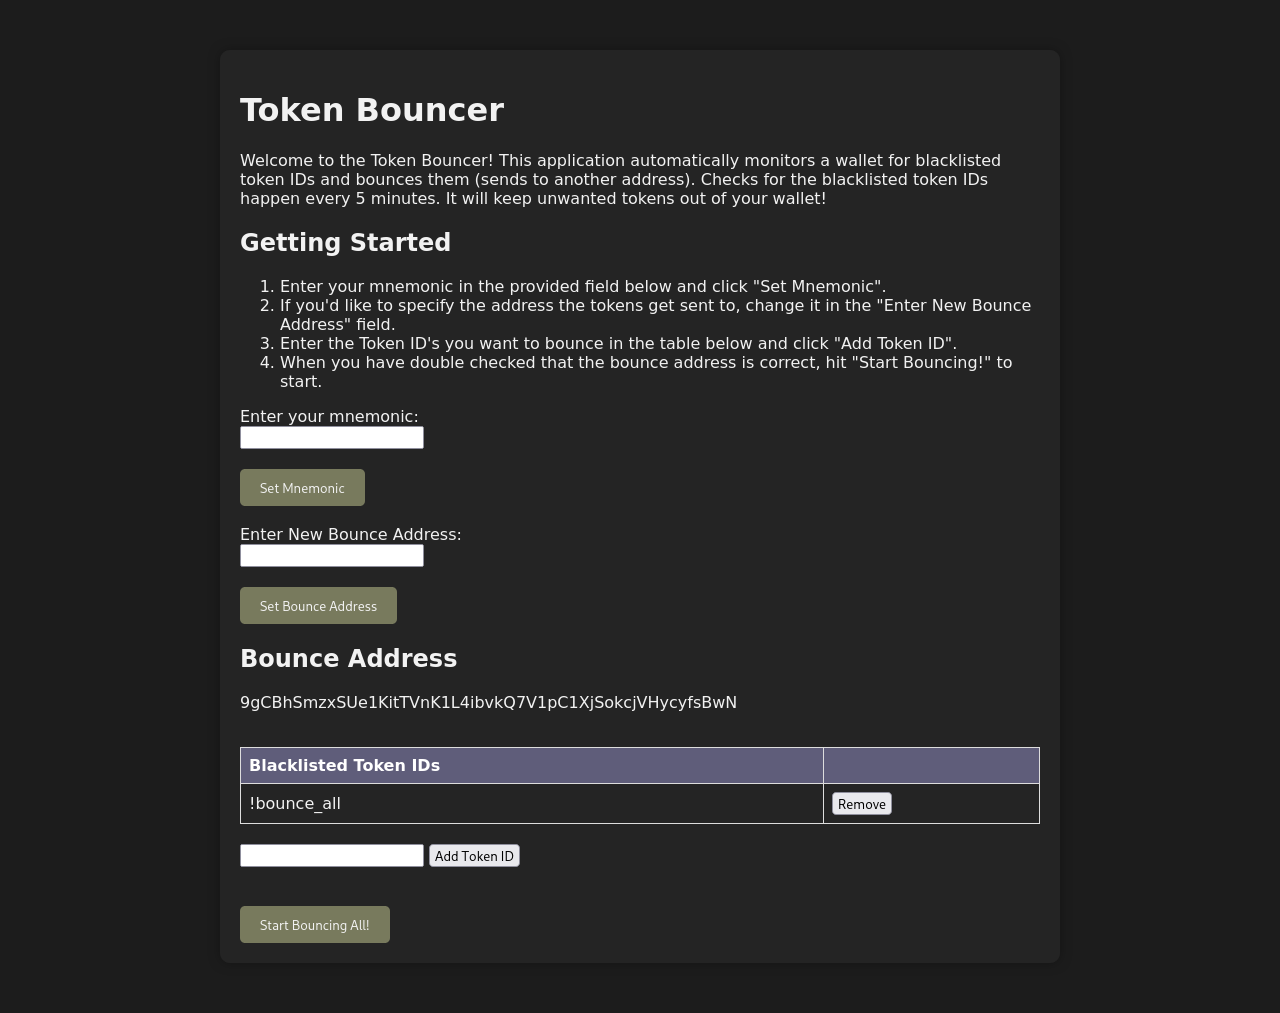 Token Bouncer
Welcome to the Token Bouncer! This application automatically monitors a wallet for blacklisted
token IDs and bounces them (sends to another address). Checks for the blacklisted token IDs
happen every 5 minutes. It will keep unwanted tokens out of your wallet!
Getting Started
1. Enter your mnemonic in the provided field below and click "Set Mnemonic".
2. If you'd like to specify the address the tokens get sent to, change it in the "Enter New Bounce
Address" field.
3. Enter the Token ID's you want to bounce in the table below and click "Add Token ID".
4. When you have double checked that the bounce address is correct, hit "Start Bouncing!" to
start.
Enter your mnemonic:
Set Mnemonic
Enter New Bounce Address:
Set Bounce Address
Bounce Address
9gCBhSmzxSUe1KitTVnK1L4ibvkQ7V1pC1XjSokcjVHycyfsBwN
Blacklisted Token IDs
!bounce_all Remove
Add Token ID
Start Bouncing All!